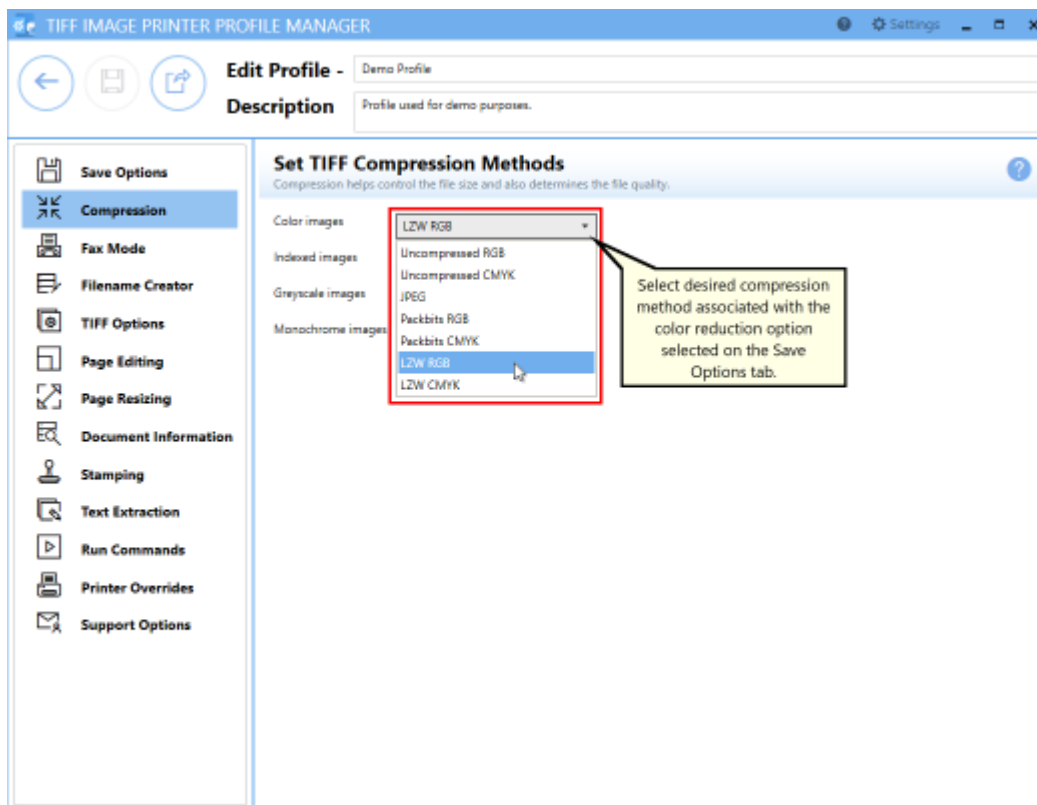 TIFF IMAGE PRINTER PROFILE MANAGER
Settings
Edit Profile -
Demo Profile
Description
Profile used for demo purposes.
Save Options
Compression
Fax Mode
Filename Creator
TIFF Options
Page Editing
Page Resizing
Document Information
Stamping
Text Extraction
Run Commands
Printer Overrides
Support Options
Set TIFF Compression Methods
Compression helps control the file size and also determines the file quality.
Color images
LZW RGB
Indexed images
Greyscale images
Monochrome images
Uncompressed RGB
Uncompressed CMYK
JPEG
Packbits RGB
Packbits CMYK
LZW RGB
LZW CMYK
Select desired compression
method associated with the
color reduction option
selected on the Save
Options tab.